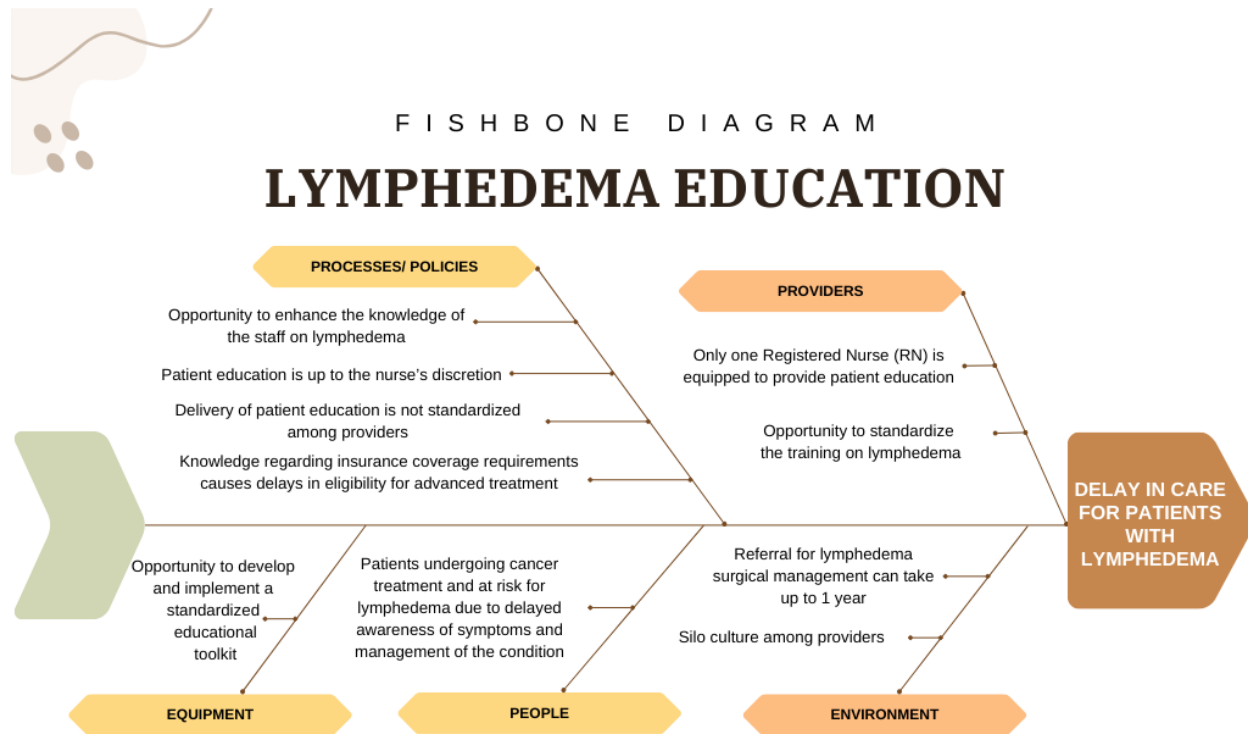 FISHBONE DIAGRAM
LYMPHEDEMA EDUCATION
PROCESSES/ POLICIES
Opportunity to enhance the knowledge of
the staff on lymphedema
Patient education is up to the nurse’s discretion
Delivery of patient education is not standardized
among providers
Knowledge regarding insurance coverage requirements
causes delays in eligibility for advanced treatment
PROVIDERS
Only one Registered Nurse (RN) is
equipped to provide patient education
Opportunity to standardize
the training on lymphedema
DELAY IN CARE
FOR PATIENTS
WITH
LYMPHEDEMA
Opportunity to develop
and implement a
standardized
educational
toolkit
EQUIPMENT
Patients undergoing cancer
treatment and at risk for
lymphedema due to delayed
awareness of symptoms and
management of the condition
PEOPLE
Referral for lymphedema
surgical management can take
up to 1 year
Silo culture among providers
ENVIRONMENT